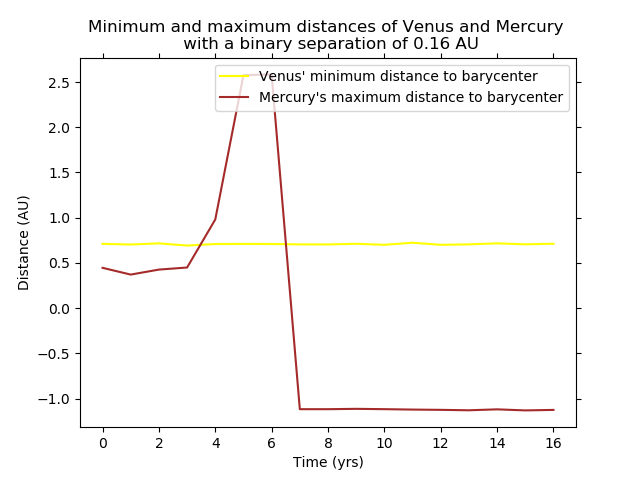 Minimum and maximum distances of Venus and Mercury
with a binary separation of 0.16 AU
Venus' minimum distance to barycenter
Mercury's maximum distance to barycenter
Distance (AU)
2.5
2.0
1.5
1.0
0.5
0.0
−0.5
−1.0
0 2 4 6 8 10 12 14 16
Time (yrs)